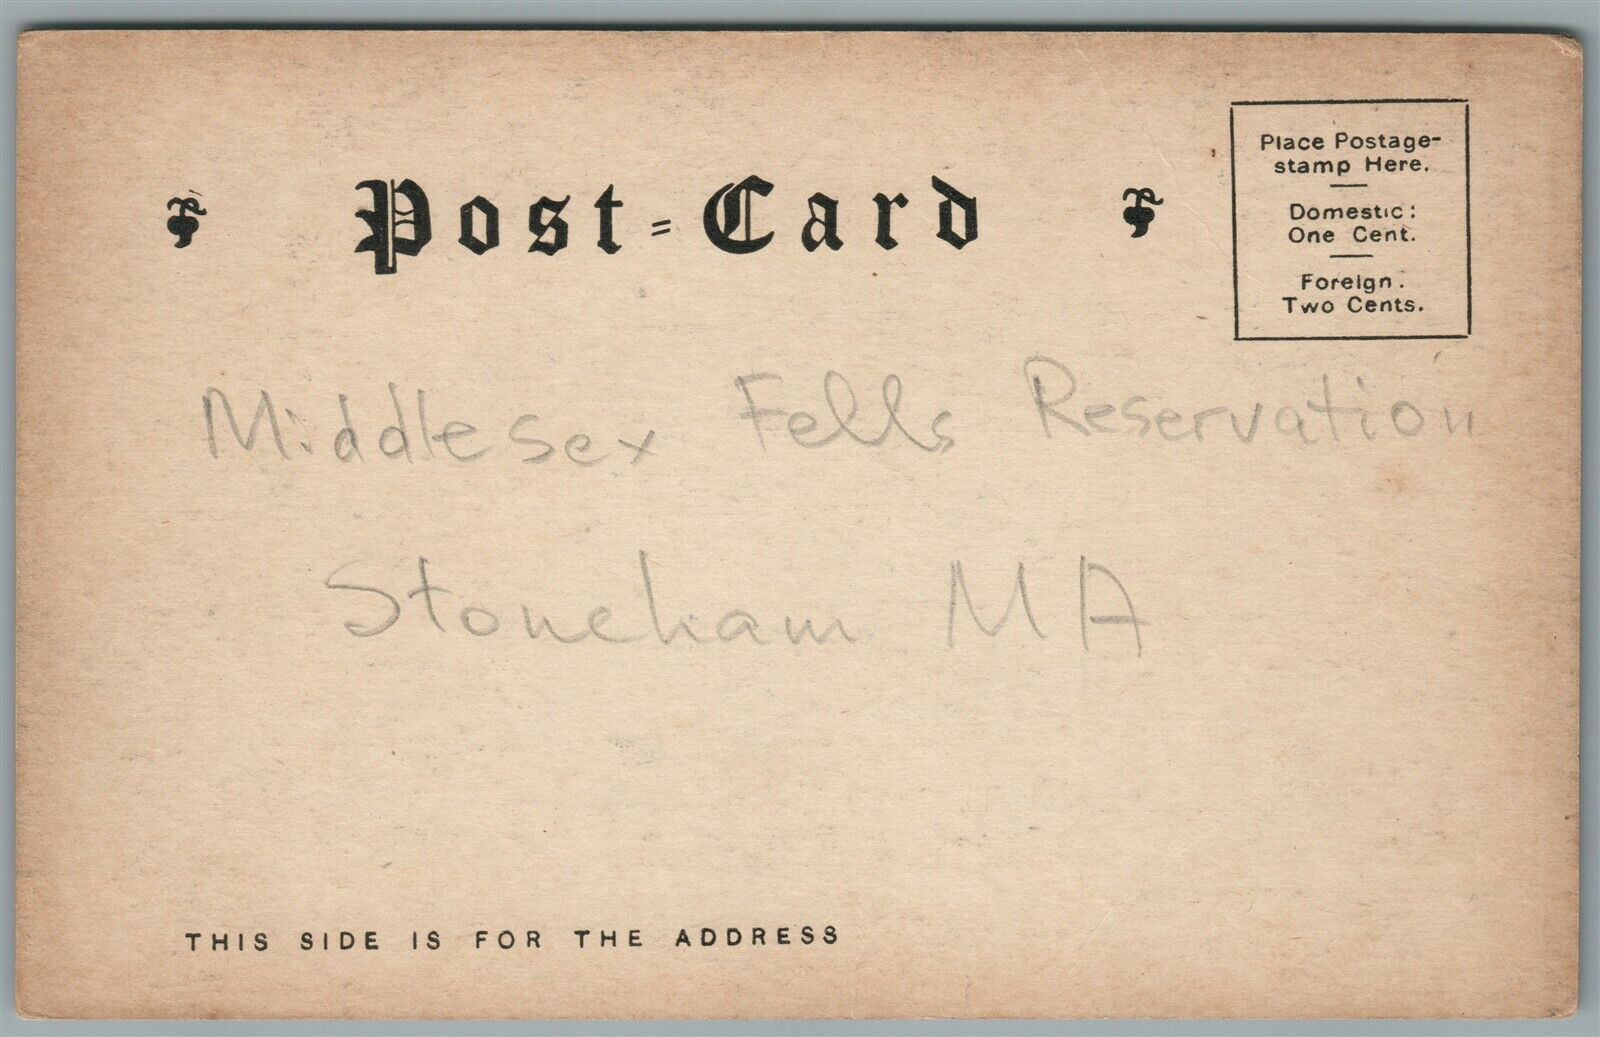 Post=Card
Place Postage-
stamp Here.
Domestic:
One Cent.
Foreign.
Two Cents.
Middlesex Fells Reservation
Stoneham MA
THIS SIDE IS FOR THE ADDRESS